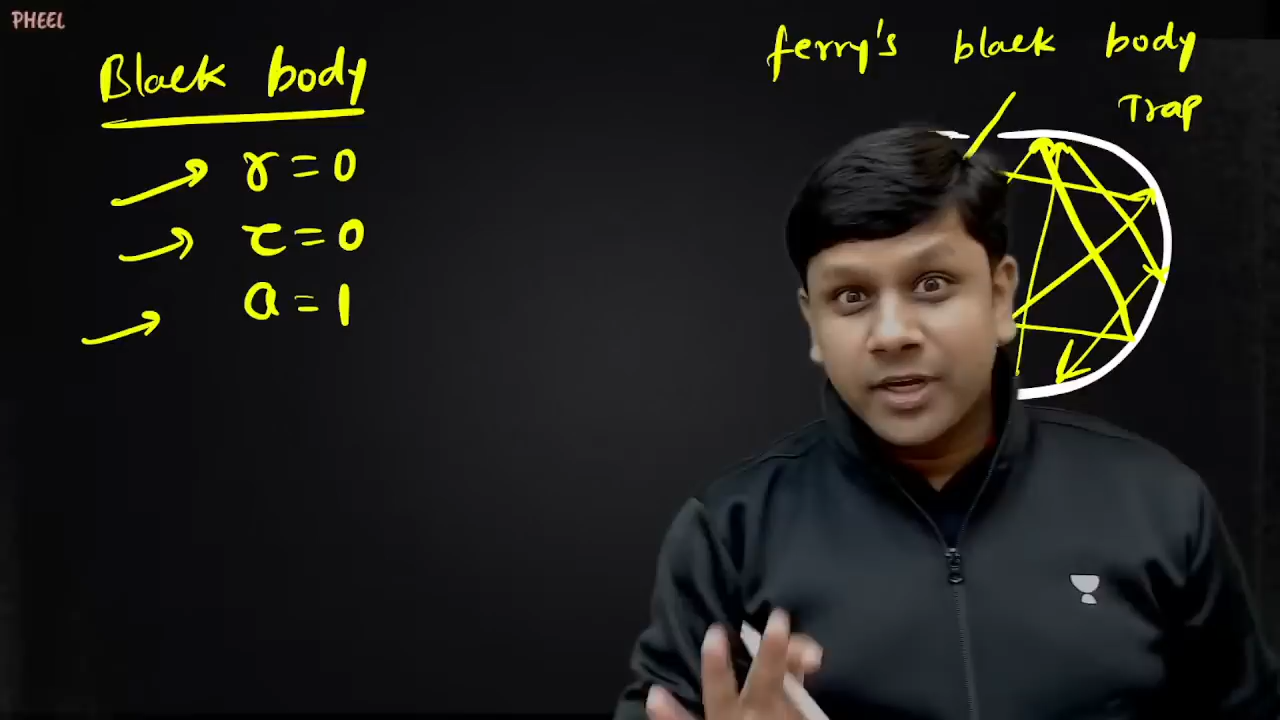 PHEEL
Black body
r = 0
τ = 0
a = 1
ferry's black body
Trap